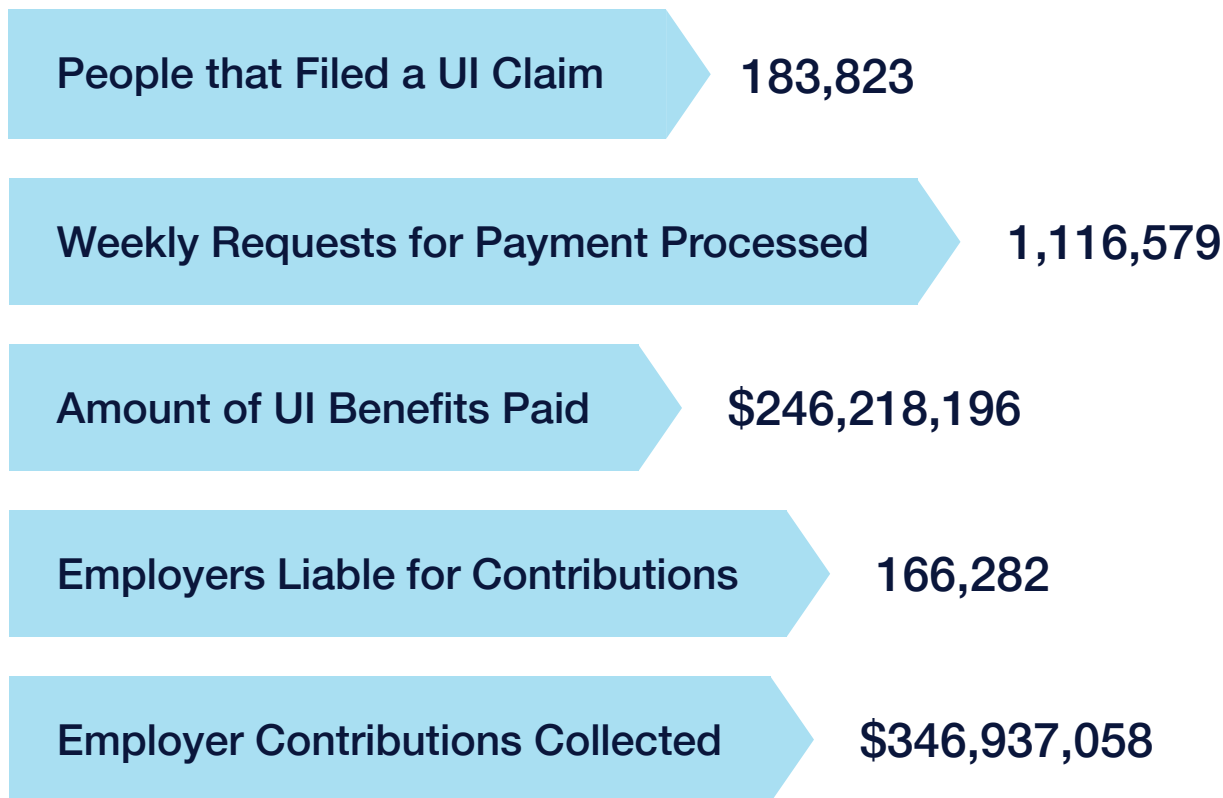 People that Filed a UI Claim 183,823
Weekly Requests for Payment Processed 1,116,579
Amount of UI Benefits Paid $246,218,196
Employers Liable for Contributions 166,282
Employer Contributions Collected $346,937,058